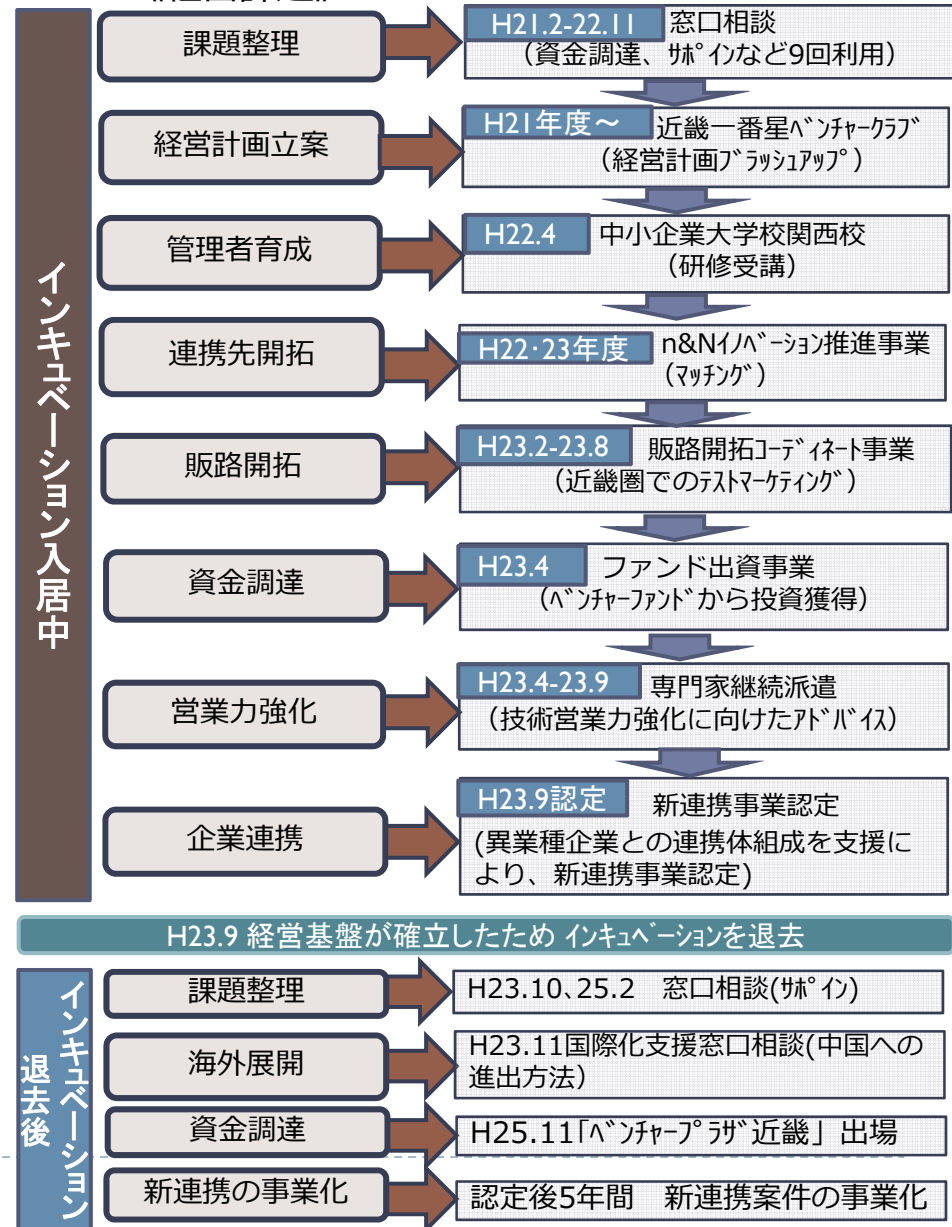 インキュベーション入居中
課題整理
H21.2-22.11 窓口相談
（資金調達、ｻﾎﾟｲﾝなど9回利用）
経営計画立案
H21年度～ 近畿一番星ﾍﾞﾝﾁｬｰｸﾗﾌﾞ
（経営計画ﾌﾞﾗｯｼｭｱｯﾌﾟ）
管理者育成
H22.4 中小企業大学校関西校
（研修受講）
連携先開拓
H22･23年度 n&Nｲﾉﾍﾞｰｼｮﾝ推進事業
（ﾏｯﾁﾝｸﾞ）
販路開拓
H23.2-23.8 販路開拓ｺｰﾃﾞｨﾈｰﾄ事業
（近畿圏でのﾃｽﾄﾏｰｹﾃｨﾝｸﾞ）
資金調達
H23.4 ファンド出資事業
（ﾍﾞﾝﾁｬｰﾌｧﾝﾄﾞから投資獲得）
営業力強化
H23.4-23.9 専門家継続派遣
（技術営業力強化に向けたｱﾄﾞﾊﾞｲｽ）
企業連携
H23.9認定 新連携事業認定
(異業種企業との連携体組成を支援に
より、新連携事業認定)
H23.9 経営基盤が確立したため ｲﾝｷｭﾍﾞｰｼｮﾝを退去
インキュベーション
退去後
課題整理
H23.10、25.2　窓口相談(ｻﾎﾟｲﾝ)
海外展開
H23.11国際化支援窓口相談(中国への
進出方法）
資金調達
H25.11｢ﾍﾞﾝﾁｬｰﾌﾟﾗｻﾞ近畿」出場
新連携の事業化
認定後5年間　新連携案件の事業化